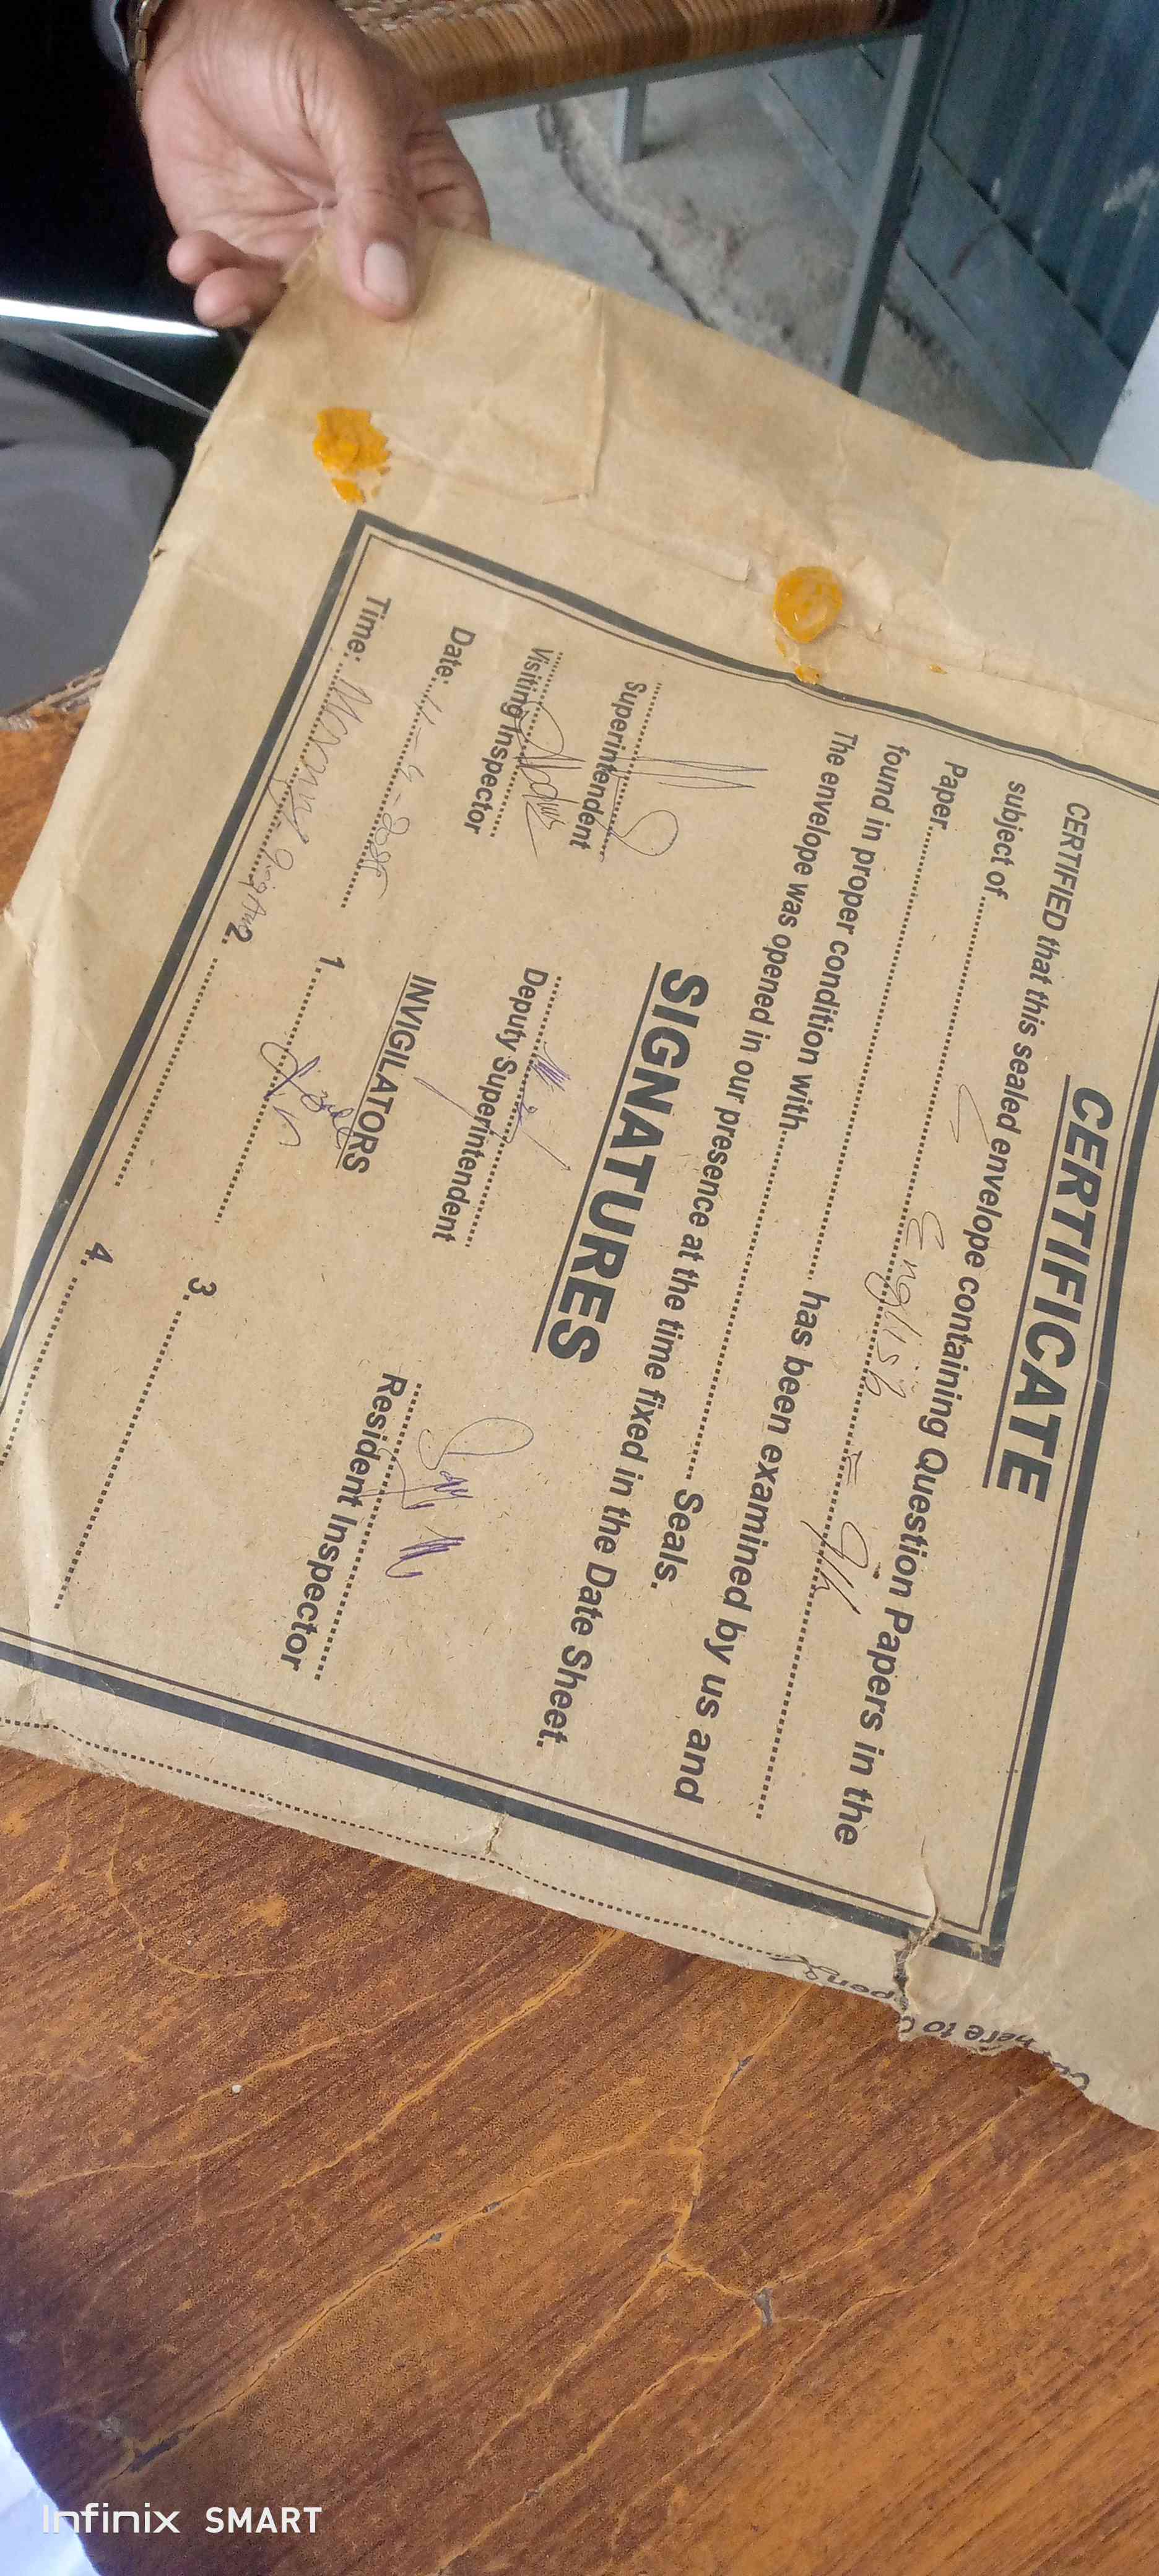 CERTIFICATE
CERTIFIED that this sealed envelope containing Question Papers in the
subject of.......... English = 9th
Paper.......... has been examined by us and
found in proper condition with.......... Seals.
The envelope was opened in our presence at the time fixed in the Date Sheet.
SIGNATURES
Superintendent
Deputy Superintendent
Resident Inspector
Visiting Inspector
INVIGILATORS
Date:
Time: Morning
1.
2.
3.
4.
here to open
Infinix SMART